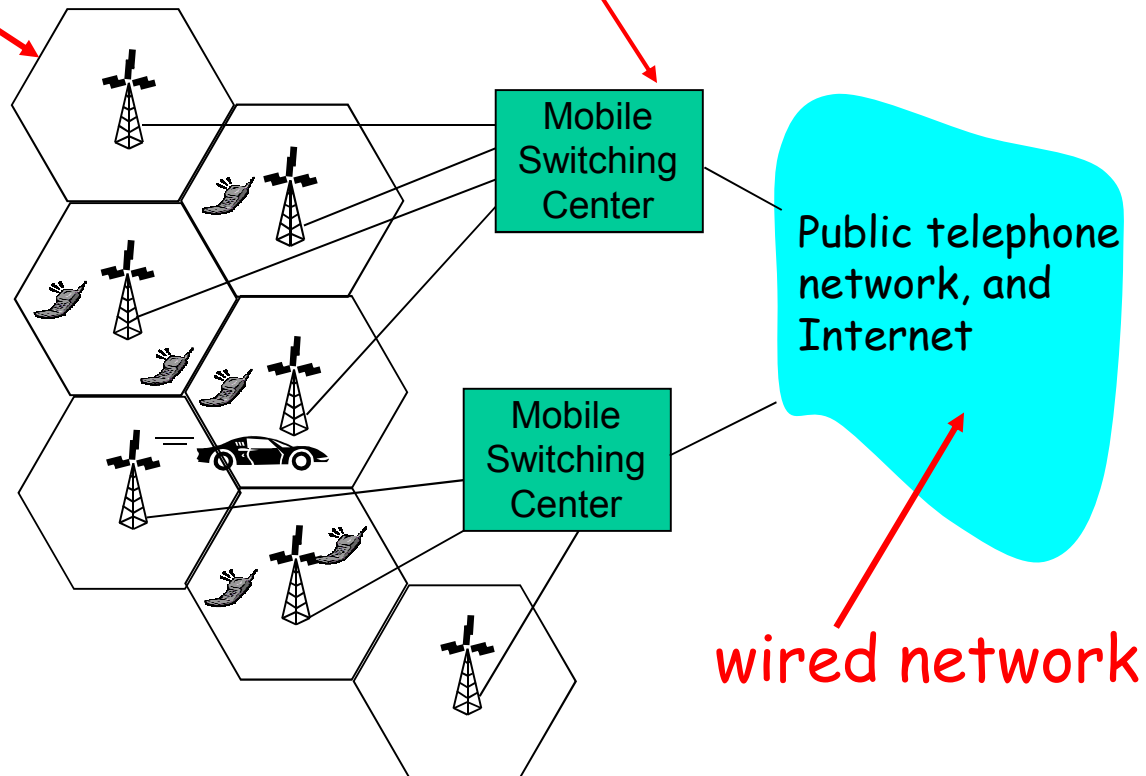 Mobile
Switching
Center
Public telephone
network, and
Internet
Mobile
Switching
Center
wired network